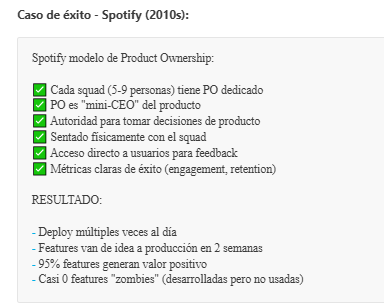 Caso de éxito - Spotify (2010s):
Spotify modelo de Product Ownership:
✅ Cada squad (5-9 personas) tiene PO dedicado
✅ PO es "mini-CEO" del producto
✅ Autoridad para tomar decisiones de producto
✅ Sentado físicamente con el squad
✅ Acceso directo a usuarios para feedback
✅ Métricas claras de éxito (engagement, retention)
RESULTADO:
- Deploy múltiples veces al día
- Features van de idea a producción en 2 semanas
- 95% features generan valor positivo
- Casi 0 features "zombies" (desarrolladas pero no usadas)